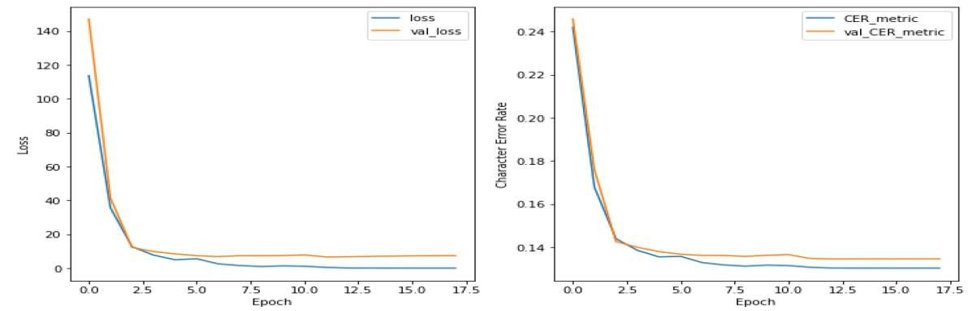 loss
val_loss
140
120
100
80
60
40
20
0
Loss
0.0 2.5 5.0 7.5 10.0 12.5 15.0 17.5
Epoch
CER_metric
val_CER_metric
0.24
0.22
0.20
0.18
0.16
0.14
Character Error Rate
0.0 2.5 5.0 7.5 10.0 12.5 15.0 17.5
Epoch